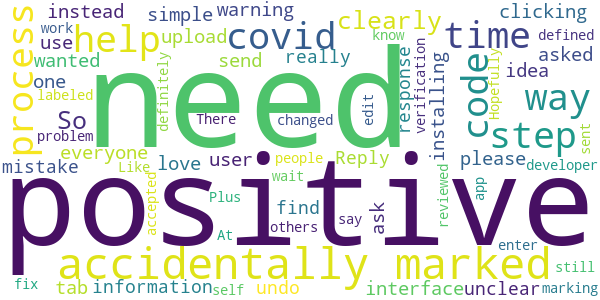 instead simple warning clicking
process work use help upload covid clearly time asked defined
wanted definitely send really know idea
one need response verification installing code Hopefully way
labeled So There changed edit step
problem everyone user people Reply please sent
mistake Like love positive wait find say ask reviewed app developer
accepted Plus At others enter
accidentally marked still
fix tab information self undo interface unclear marking